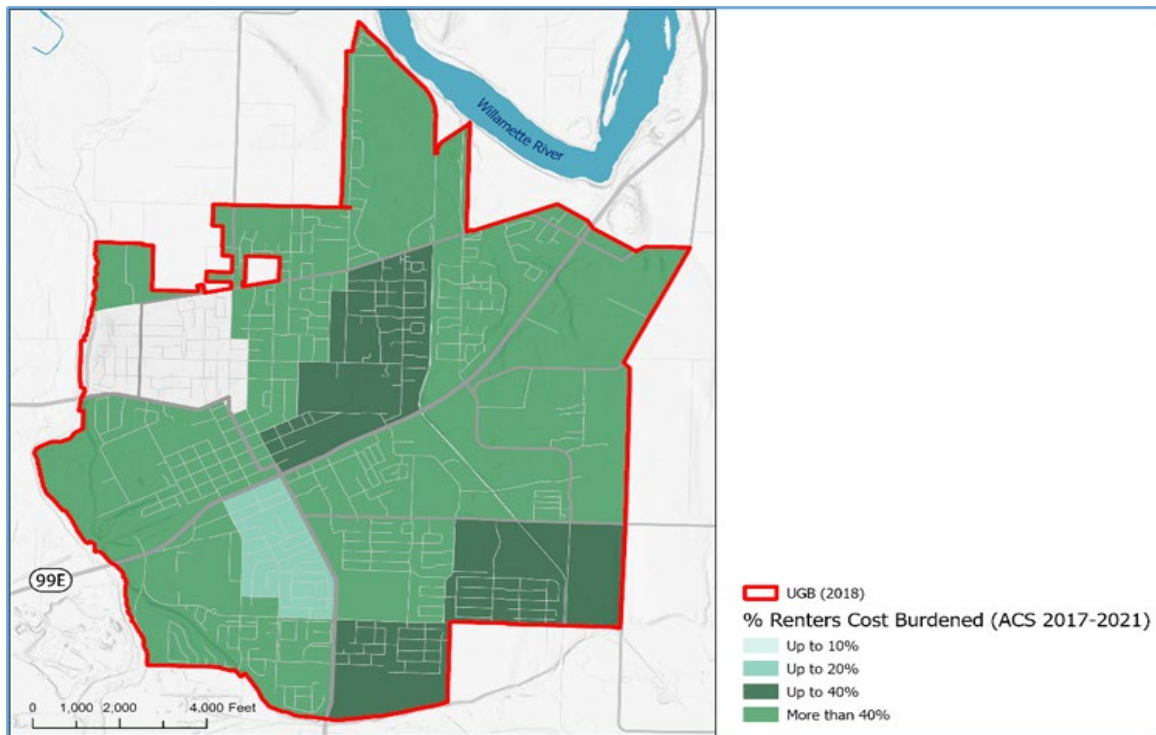 Willamette River
99E
0 1,000 2,000 4,000 Feet
UGB (2018)
% Renters Cost Burdened (ACS 2017-2021)
Up to 10%
Up to 20%
Up to 40%
More than 40%